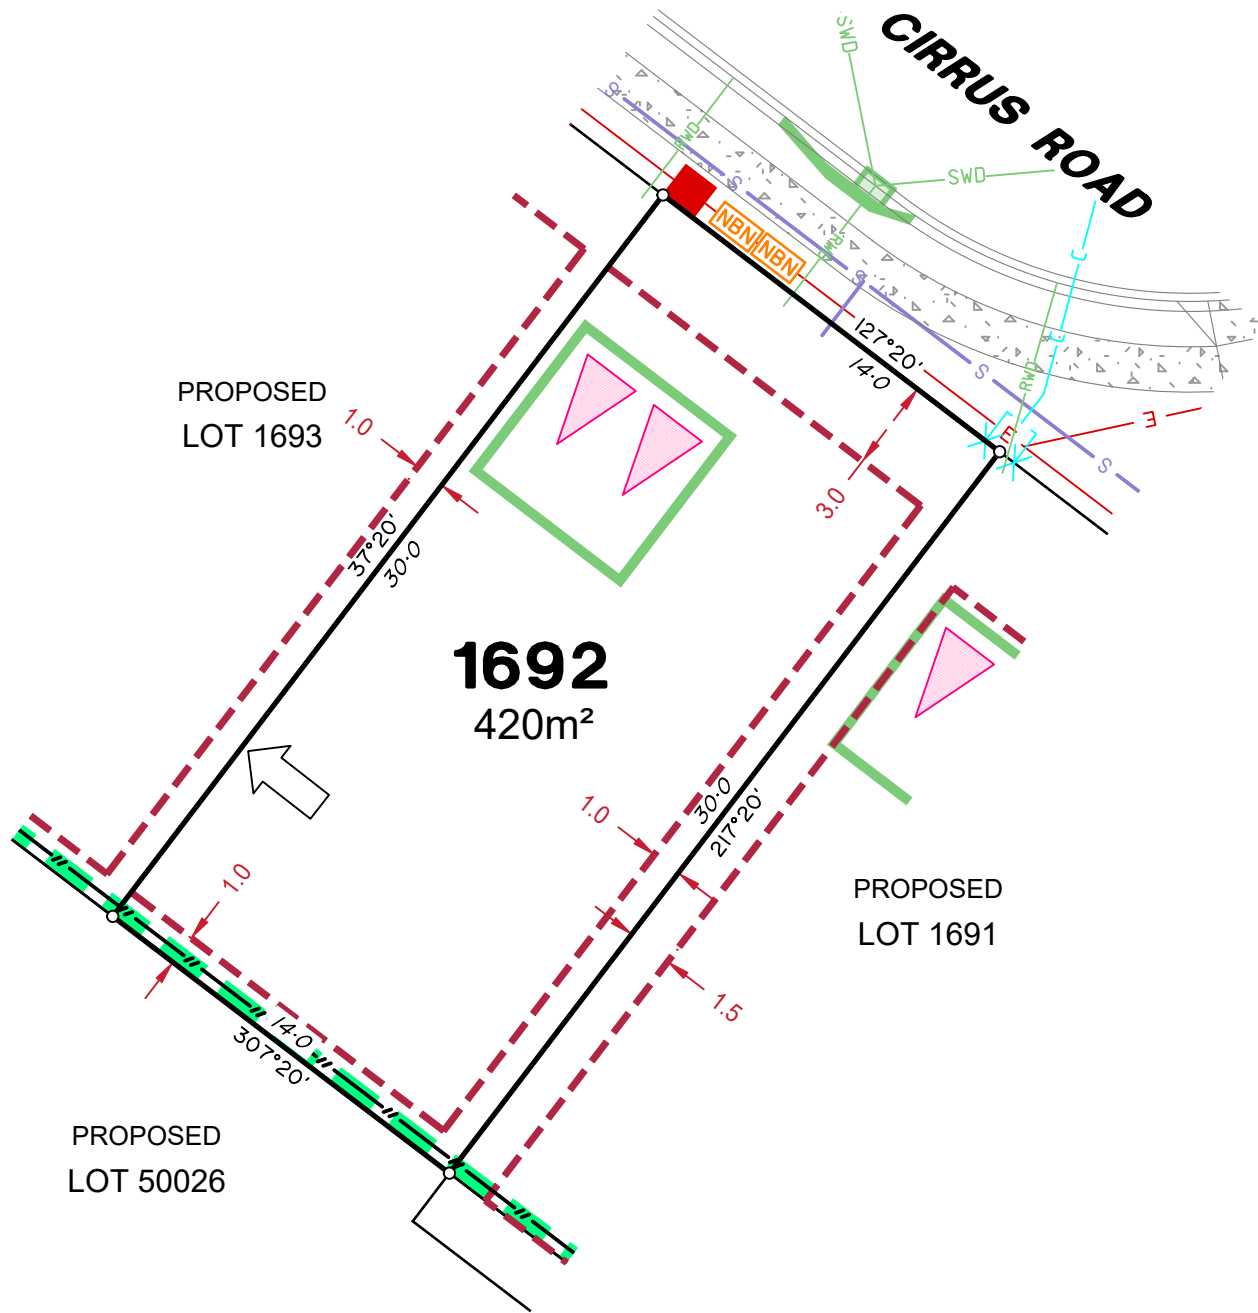 CIRRUS ROAD
SWD
SWD
RWD
S
S
NBN
NBN
RWD
S
C
127°20'
14·0
C
S
RWD
E
E
S
PROPOSED
LOT 1693
1.0
3.0
37°20'
30·0
1692
420m²
30·0
217°20'
1.0
1.0
PROPOSED
LOT 1691
1.5
14·0
307°20'
PROPOSED
LOT 50026